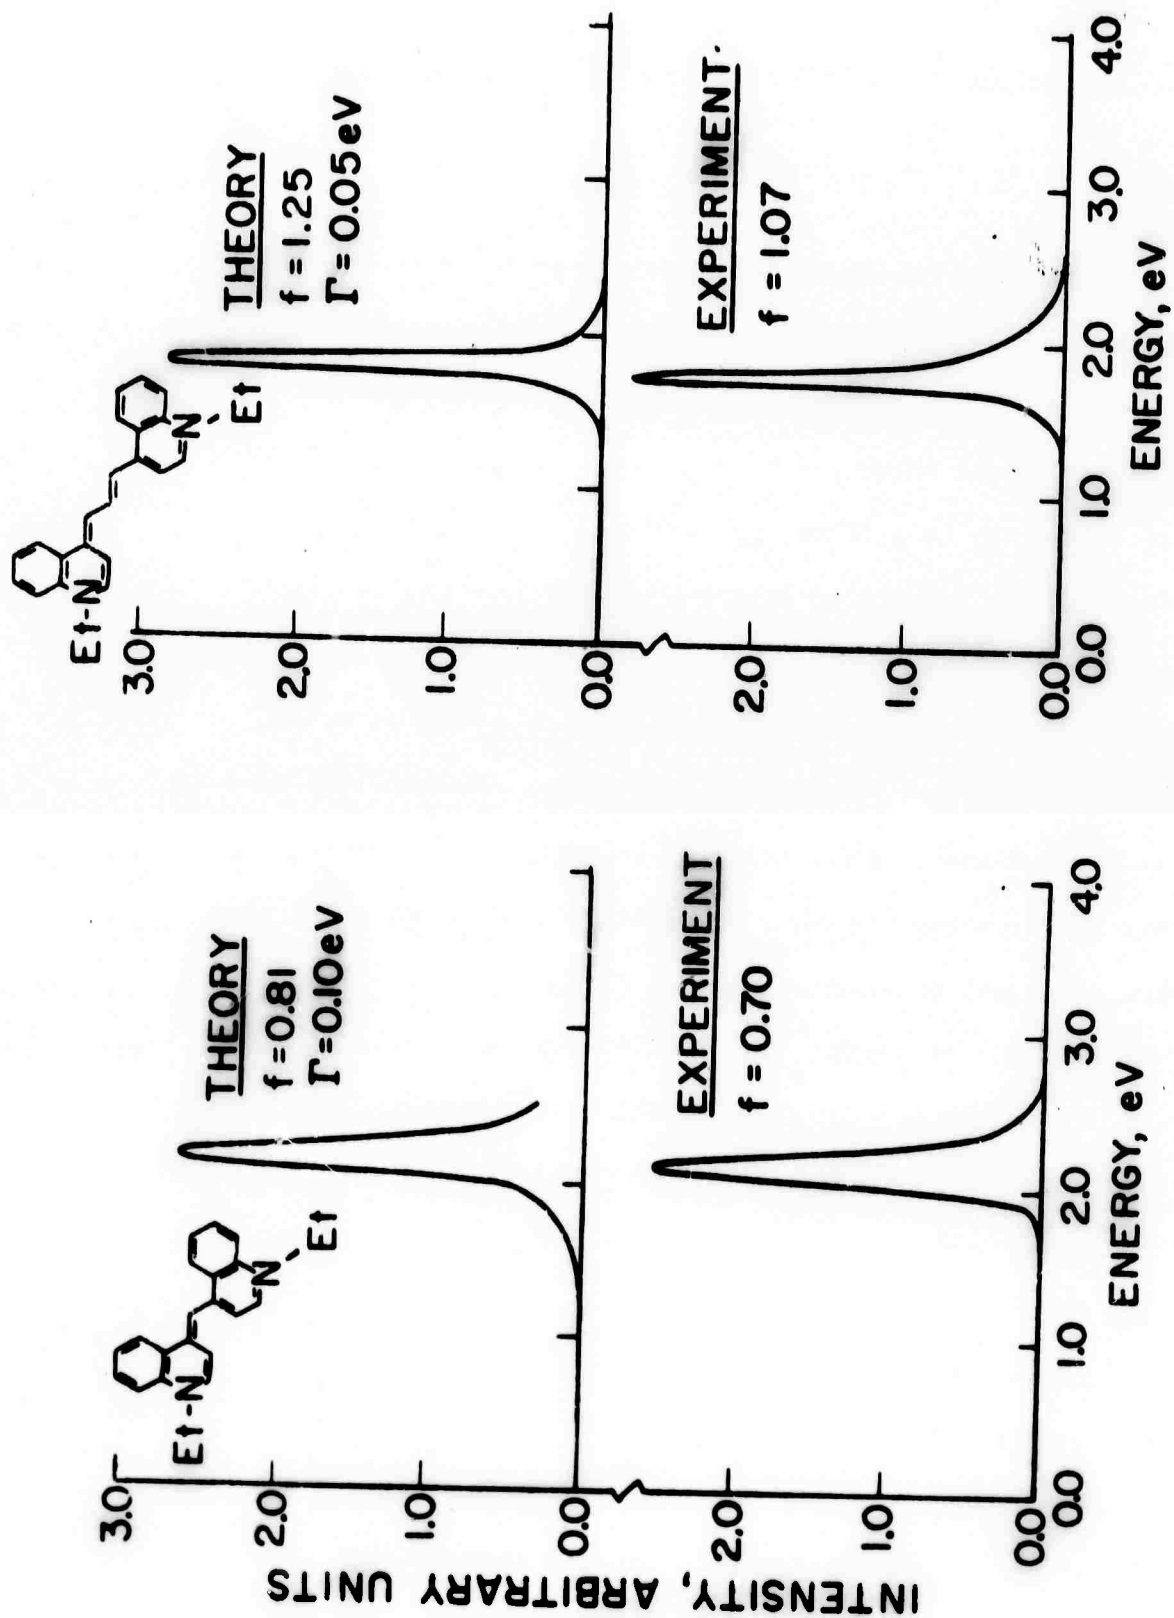 INTENSITY, ARBITRARY UNITS
3.0
2.0
1.0
0.0
Et-N
N
Et
THEORY
f = 0.81
Γ = 0.10eV
2.0
1.0
0.0
EXPERIMENT
f = 0.70
0.0
1.0
2.0
3.0
4.0
ENERGY, eV
3.0
2.0
1.0
0.0
Et-N
N
Et
THEORY
f = 1.25
Γ = 0.05eV
2.0
1.0
0.0
EXPERIMENT
f = 1.07
0.0
1.0
2.0
3.0
4.0
ENERGY, eV